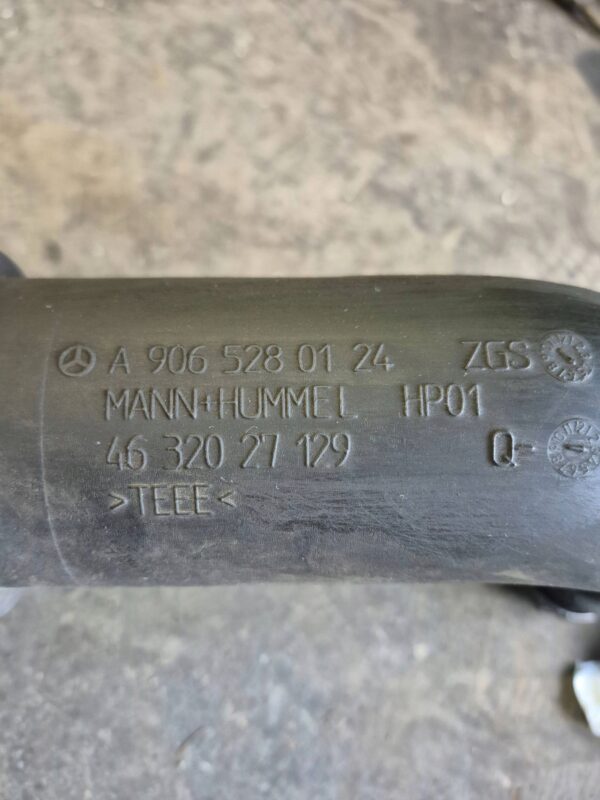 A 906 528 01 24 ZGS
MANN+HUMMEL HP01
46 320 27 129 Q-
>TEEE<